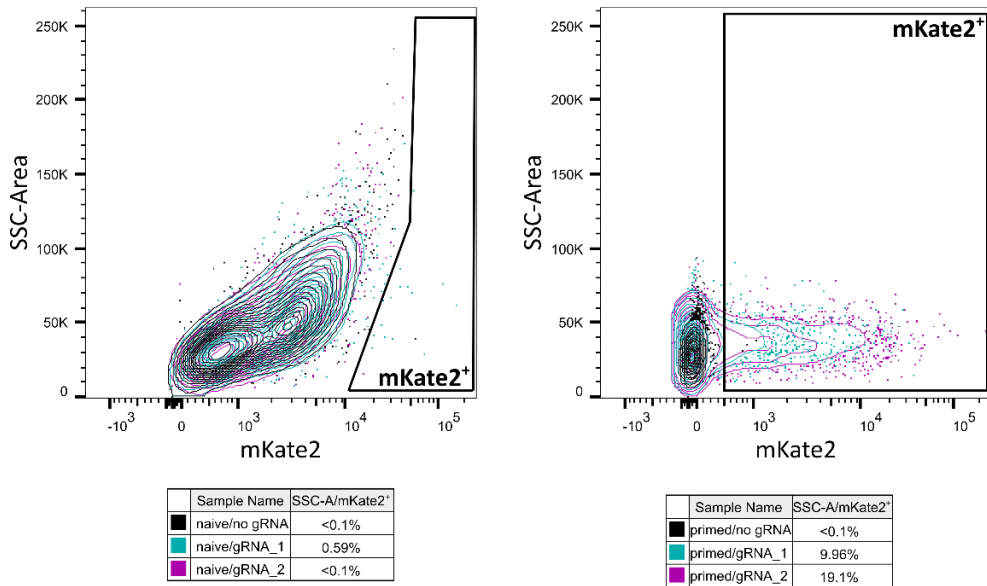 250K
200K
150K
100K
50K
0
SSC-Area
mKate2⁺
-10³ 0 10³ 10⁴ 10⁵
mKate2
Sample Name SSC-A/mKate2⁺
naive/no gRNA <0.1%
naive/gRNA_1 0.59%
naive/gRNA_2 <0.1%
mKate2⁺
250K
200K
150K
100K
50K
0
SSC-Area
-10³ 0 10³ 10⁴ 10⁵
mKate2
Sample Name SSC-A/mKate2⁺
primed/no gRNA <0.1%
primed/gRNA_1 9.96%
primed/gRNA_2 19.1%